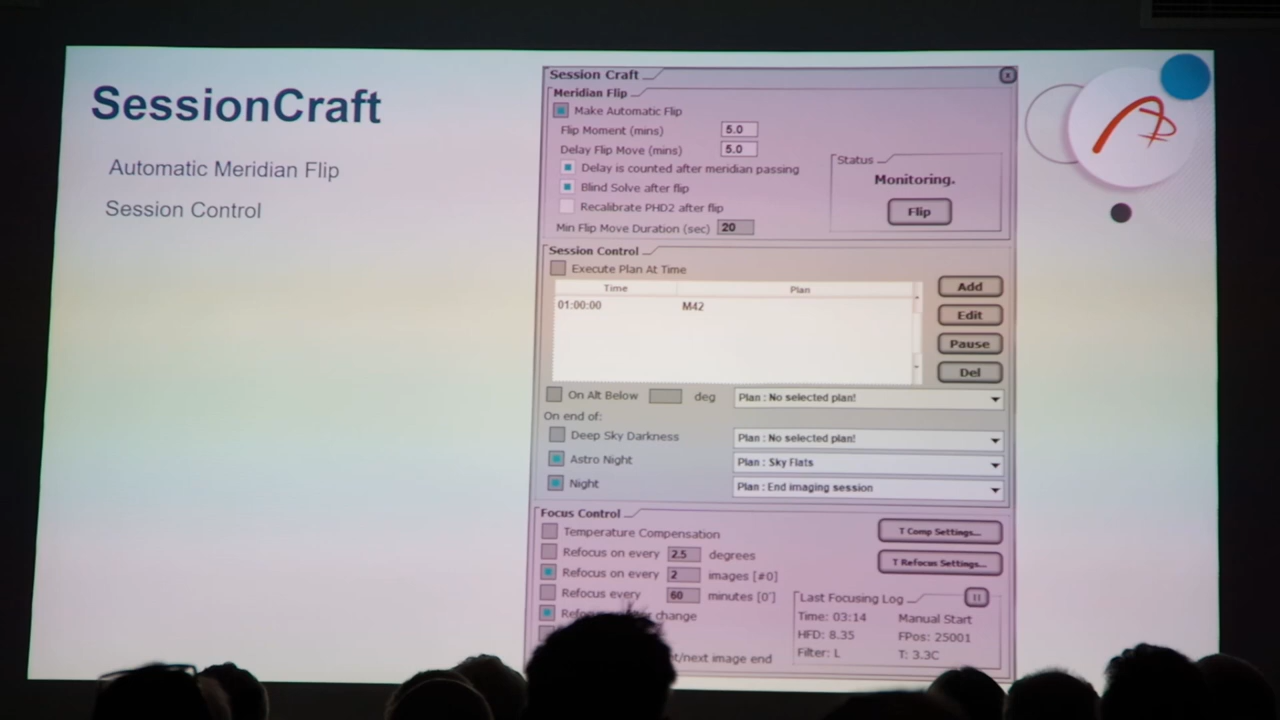 SessionCraft
Automatic Meridian Flip
Session Control
Session Craft
Meridian Flip
Make Automatic Flip
Flip Moment (mins) 5.0
Delay Flip Move (mins) 5.0
Delay is counted after meridian passing
Blind Solve after flip
Recalibrate PHD2 after flip
Min Flip Move Duration (sec) 20
Status
Monitoring.
Flip
Session Control
Execute Plan At Time
Time Plan
01:00:00 M42
Add
Edit
Pause
Del
On Alt Below deg Plan : No selected plan!
On end of:
Deep Sky Darkness Plan : No selected plan!
Astro Night Plan : Sky Flats
Night Plan : End imaging session
Focus Control
Temperature Compensation
T Comp Settings...
Refocus on every 2.5 degrees
T Refocus Settings...
Refocus on every 2 images [#0]
Refocus every 60 minutes [0']
change
/next image end
Last Focusing Log
Time: 03:14 Manual Start
HFD: 8.35 FPos: 25001
Filter: L T: 3.3C